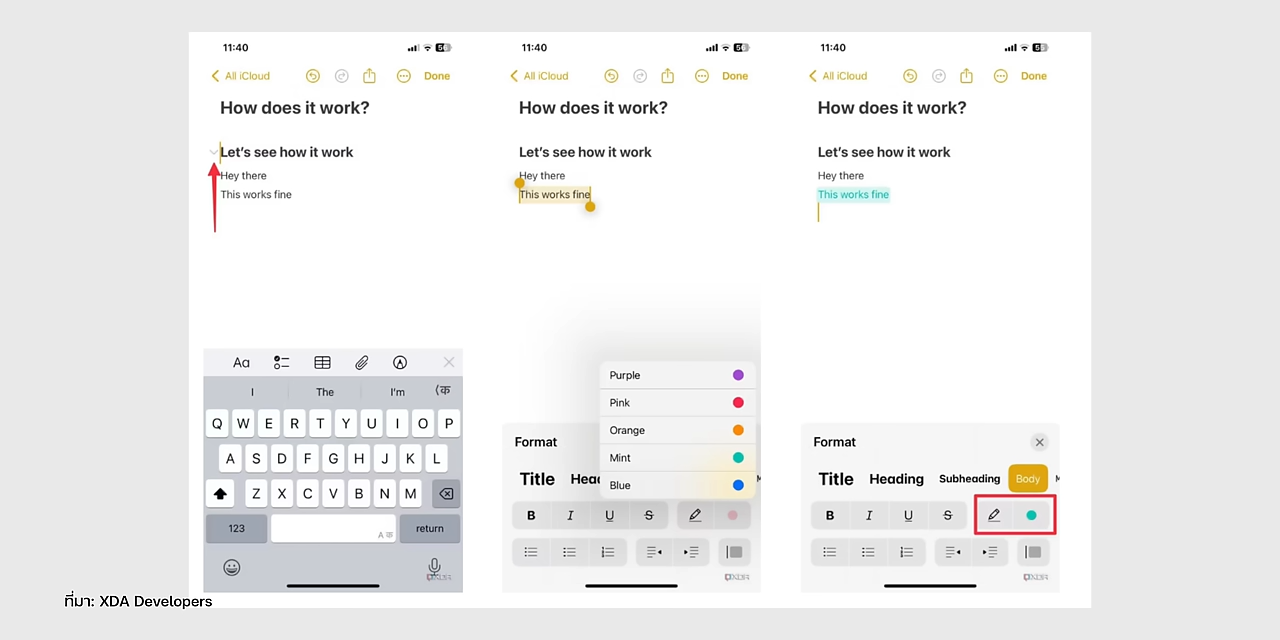 11:40
All iCloud
Done
How does it work?
Let's see how it work
Hey there
This works fine
Aa
I The I'm (क
Q W E R T Y U I O P
A S D F G H J K L
Z X C V B N M
123 return
11:40
All iCloud
Done
How does it work?
Let's see how it work
Hey there
This works fine
Purple
Pink
Orange
Mint
Blue
Format
Title Head
B I U S
XDA
11:40
All iCloud
Done
How does it work?
Let's see how it work
Hey there
This works fine
Format
Title Heading Subheading Body
B I U S
XDA
ที่มา: XDA Developers